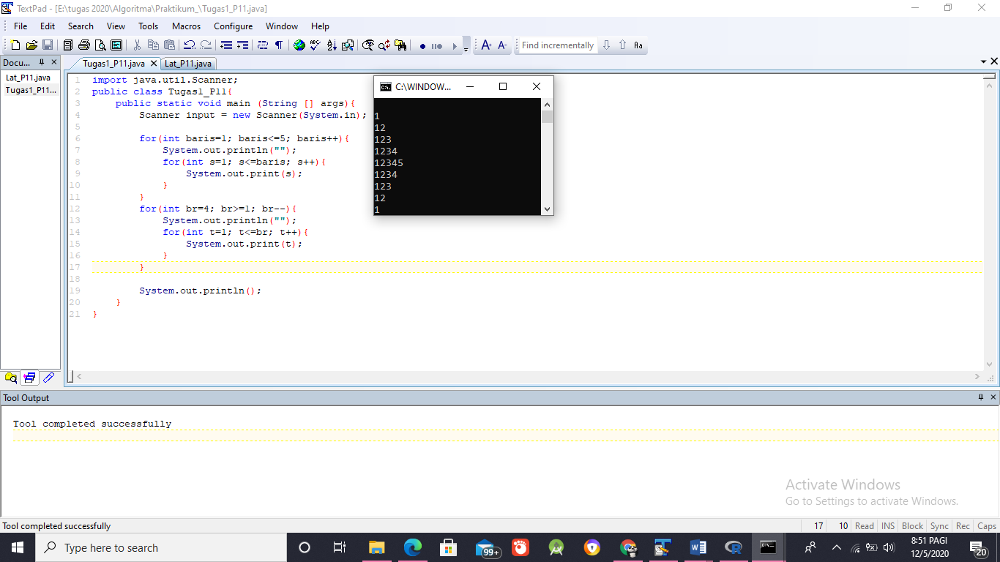 TextPad - [E:\tugas 2020\Algoritma\Praktikum_\Tugas1_P11.java]
File Edit Search View Tools Macros Configure Window Help
Find incrementally
Docu...
Lat_P11.java
Tugas1_P11...
Tugas1_P11.java Lat_P11.java
1 import java.util.Scanner;
2 public class Tugas1_P11{
3 public static void main (String [] args){
4 Scanner input = new Scanner(System.in);
5
6 for(int baris=1; baris<=5; baris++){
7 System.out.println("");
8 for(int s=1; s<=baris; s++){
9 System.out.print(s);
10 }
11 }
12 for(int br=4; br>=1; br--){
13 System.out.println("");
14 for(int t=1; t<=br; t++){
15 System.out.print(t);
16 }
17 }
18
19 System.out.println();
20 }
21 }
C:\WINDOW...
1
12
123
1234
12345
1234
123
12
1
Tool Output
Tool completed successfully
Activate Windows
Go to Settings to activate Windows.
Tool completed successfully 17 10 Read INS Block Sync Rec Caps
Type here to search
99+
8:51 PAGI
12/5/2020
20